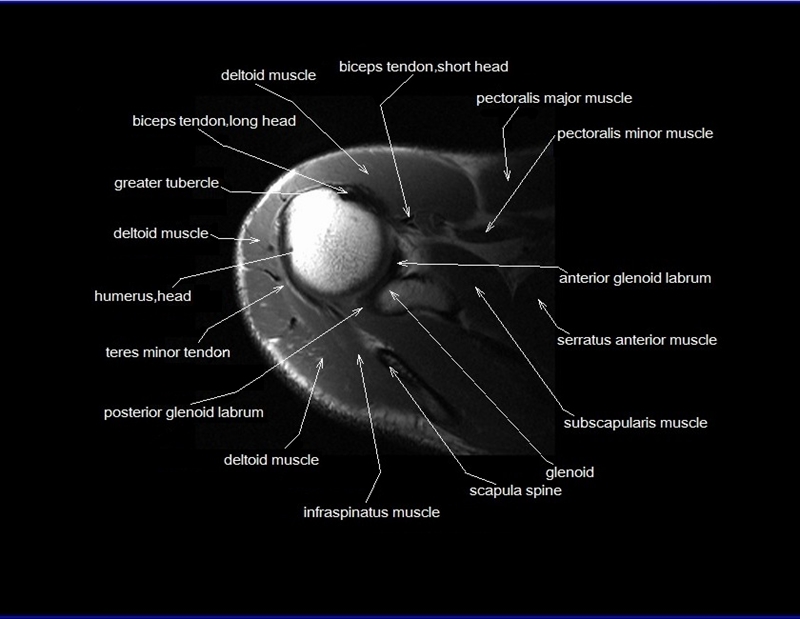 biceps tendon,short head
deltoid muscle
pectoralis major muscle
biceps tendon,long head
pectoralis minor muscle
greater tubercle
deltoid muscle
anterior glenoid labrum
humerus,head
serratus anterior muscle
teres minor tendon
posterior glenoid labrum
subscapularis muscle
deltoid muscle
glenoid
scapula spine
infraspinatus muscle